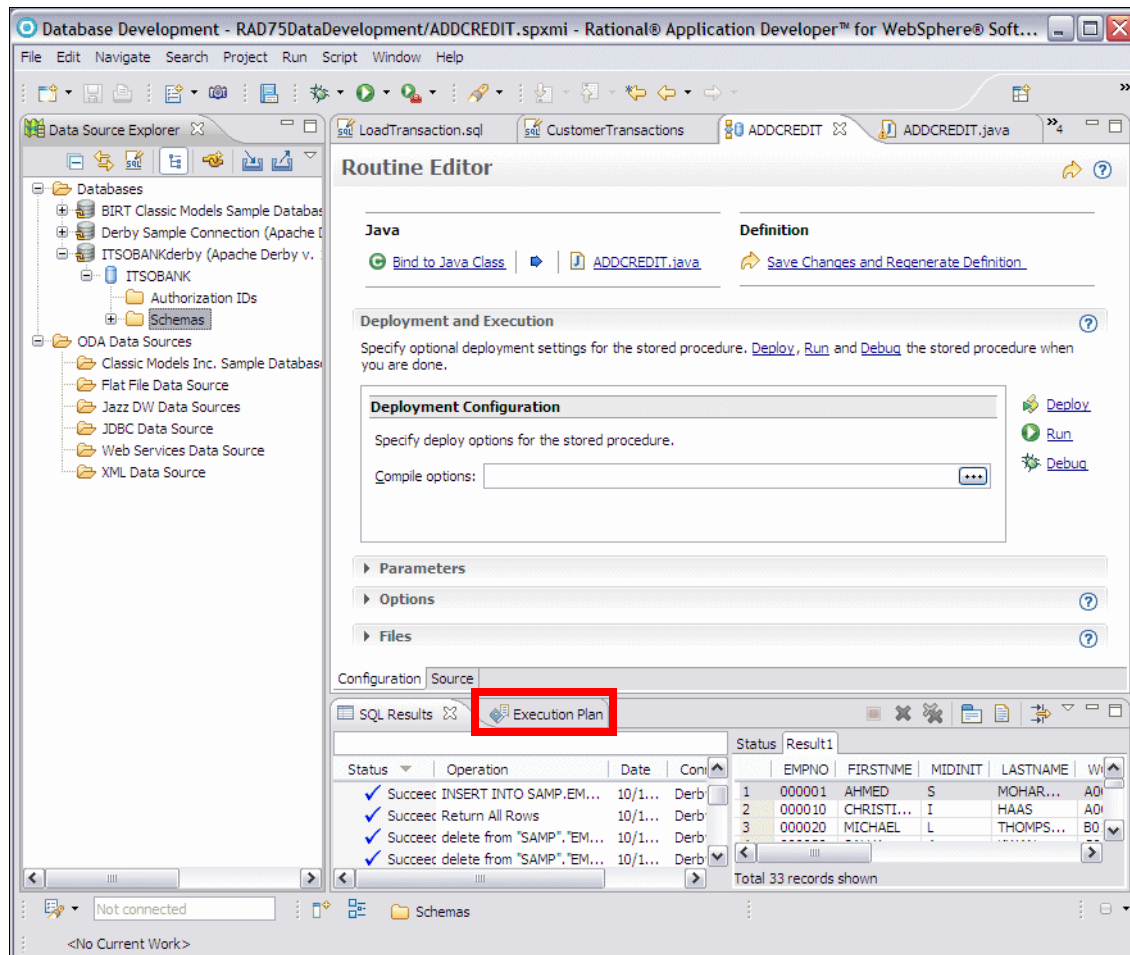 Database Development - RAD75DataDevelopment/ADDCREDIT.spxmi - Rational® Application Developer™ for WebSphere® Soft...
File Edit Navigate Search Project Run Script Window Help
Data Source Explorer
Databases
BIRT Classic Models Sample Databas
Derby Sample Connection (Apache D
ITSOBANKderby (Apache Derby v.
ITSOBANK
Authorization IDs
Schemas
ODA Data Sources
Classic Models Inc. Sample Databas
Flat File Data Source
Jazz DW Data Sources
JDBC Data Source
Web Services Data Source
XML Data Source
LoadTransaction.sql CustomerTransactions ADDCREDIT ADDCREDIT.java »4
Routine Editor
Java
Bind to Java Class ADDCREDIT.java
Definition
Save Changes and Regenerate Definition
Deployment and Execution
Specify optional deployment settings for the stored procedure. Deploy, Run and Debug the stored procedure when
you are done.
Deployment Configuration
Specify deploy options for the stored procedure.
Compile options:
Deploy
Run
Debug
Parameters
Options
Files
Configuration Source
SQL Results Execution Plan
Status Operation Date
Succeec INSERT INTO SAMP.EM... 10/1... Derb
Succeec Return All Rows 10/1... Derb
Succeec delete from "SAMP"."EM... 10/1... Derb
Succeec delete from "SAMP"."EM... 10/1... Derb
Status Result1
EMPNO FIRSTNME MIDINIT LASTNAME
1 000001 AHMED S MOHAR... A0
2 000010 CHRISTI... I HAAS A0
3 000020 MICHAEL L THOMPS... B0
Total 33 records shown
Not connected
Schemas
<No Current Work>